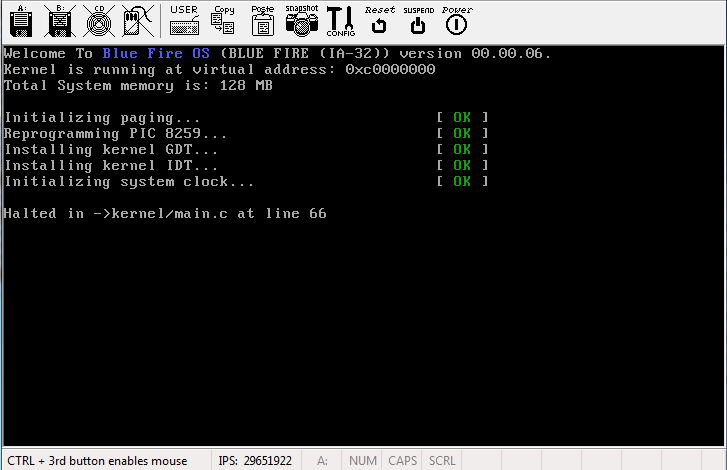 A: B: CD USER Copy Paste snapshot CONFIG Reset SUSPEND Power
Welcome To Blue Fire OS (BLUE FIRE (IA-32)) version 00.00.06.
Kernel is running at virtual address: 0xc0000000
Total System memory is: 128 MB
Initializing paging... [ OK ]
Reprogramming PIC 8259... [ OK ]
Installing kernel GDT... [ OK ]
Installing kernel IDT... [ OK ]
Initializing system clock... [ OK ]
Halted in ->kernel/main.c at line 66
CTRL + 3rd button enables mouse IPS: 29651922 A: NUM CAPS SCRL